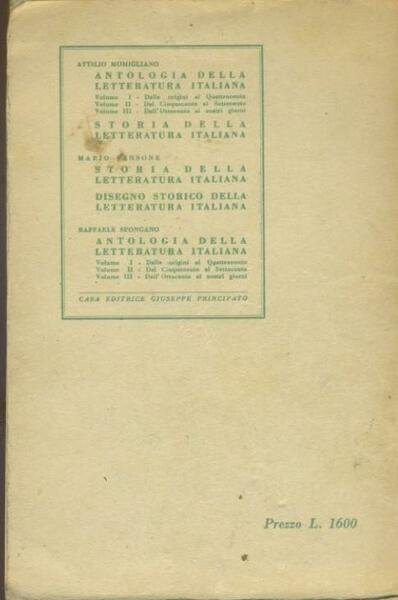 ATTILIO MOMIGLIANO
ANTOLOGIA DELLA
LETTERATURA ITALIANA
Volume I - Dalle origini al Quattrocento
Volume II - Dal Cinquecento al Settecento
Volume III - Dall'Ottocento ai nostri giorni
STORIA DELLA
LETTERATURA ITALIANA
MARIO SANSONE
STORIA DELLA
LETTERATURA ITALIANA
DISEGNO STORICO DELLA
LETTERATURA ITALIANA
RAFFAELE SPONGANO
ANTOLOGIA DELLA
LETTERATURA ITALIANA
Volume I - Dalle origini al Quattrocento
Volume II - Dal Cinquecento al Settecento
Volume III - Dall'Ottocento ai nostri giorni
CASA EDITRICE GIUSEPPE PRINCIPATO
Prezzo L. 1600